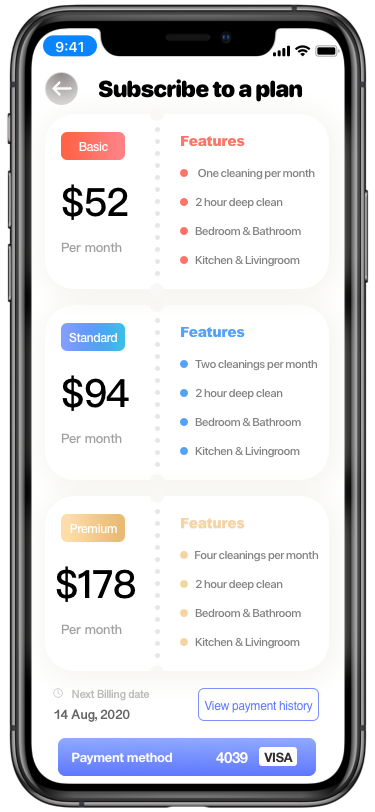 9:41
Subscribe to a plan
Basic
$52
Per month
Features
One cleaning per month
2 hour deep clean
Bedroom & Bathroom
Kitchen & Livingroom
Standard
$94
Per month
Features
Two cleanings per month
2 hour deep clean
Bedroom & Bathroom
Kitchen & Livingroom
Premium
$178
Per month
Features
Four cleanings per month
2 hour deep clean
Bedroom & Bathroom
Kitchen & Livingroom
Next Billing date
14 Aug, 2020
View payment history
Payment method 4039 VISA